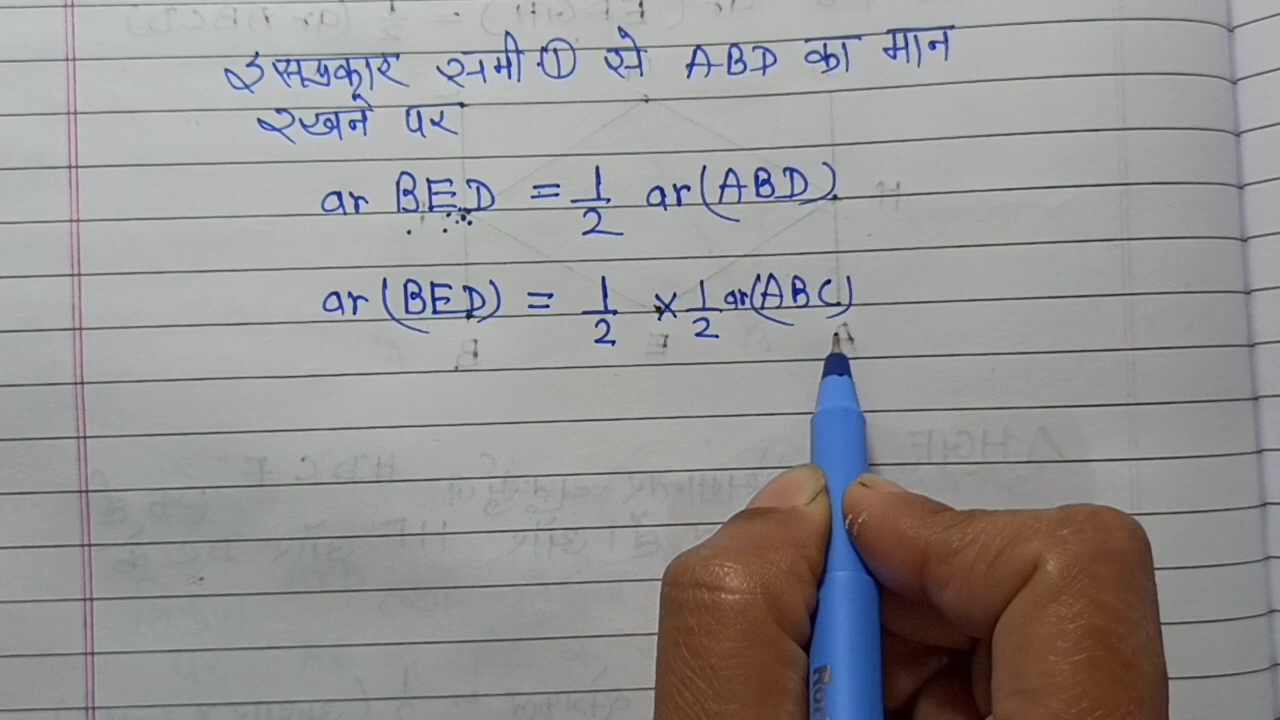 इसप्रकार समी ① से ABD का मान
रखने पर
ar BED = 1/2 ar(ABD)
ar(BED) = 1/2 × 1/2 ar(ABC)